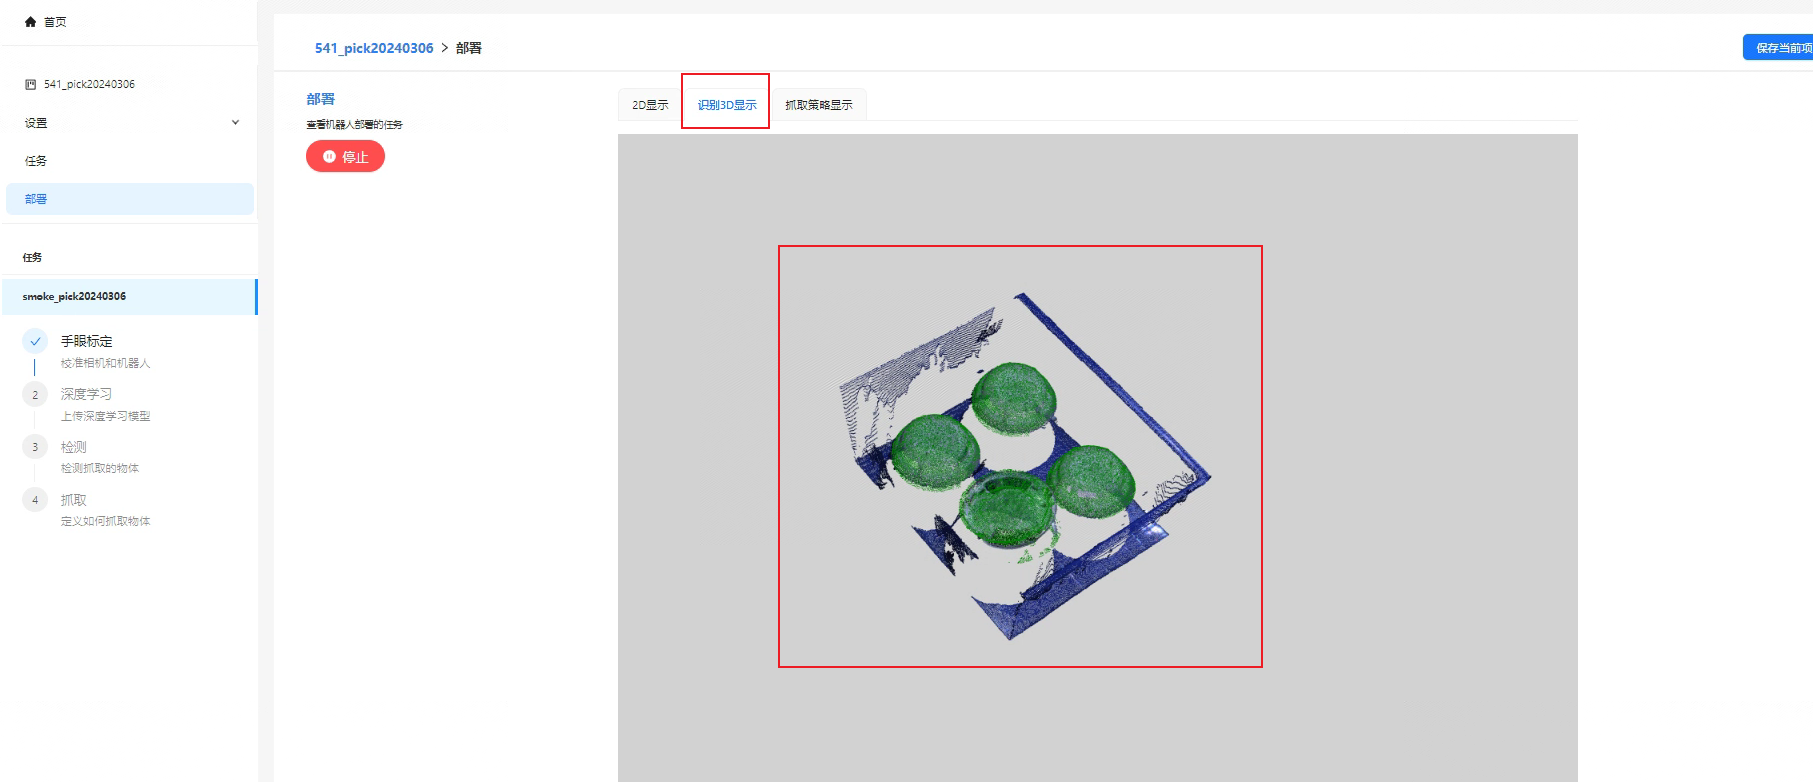 首页
541_pick20240306
设置
任务
部署
任务
smoke_pick20240306
手眼标定
校准相机和机器人
2
深度学习
上传深度学习模型
3
检测
检测抓取的物体
4
抓取
定义如何抓取物体
541_pick20240306 > 部署
保存当前项
部署
查看机器人部署的任务
停止
2D显示
识别3D显示
抓取策略显示